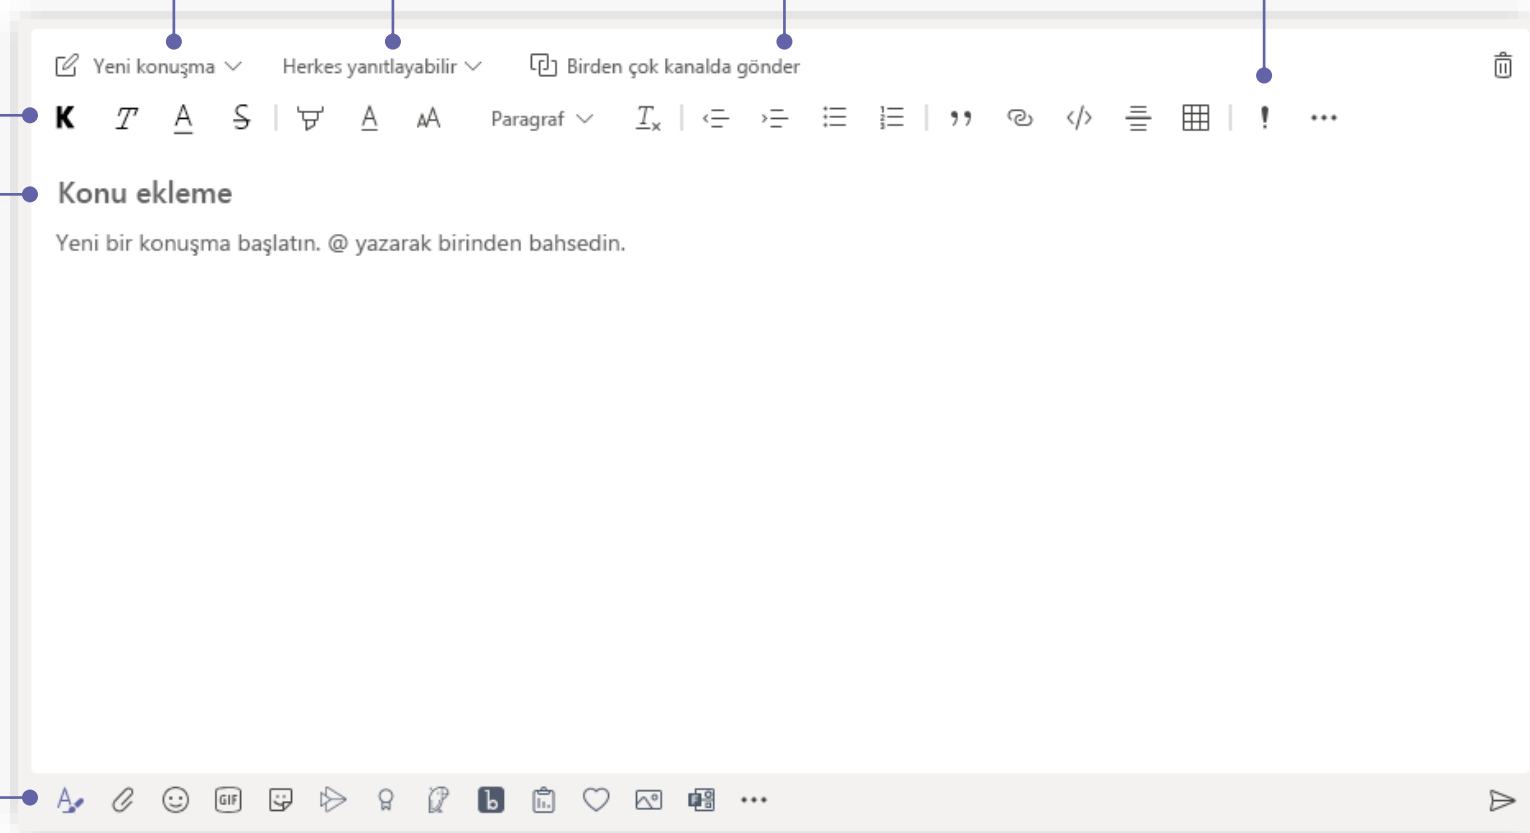 Yeni konuşma Herkes yanıtlayabilir Birden çok kanalda gönder
K T A S A AA Paragraf Tx
Konu ekleme
Yeni bir konuşma başlatın. @ yazarak birinden bahsedin.
GIF